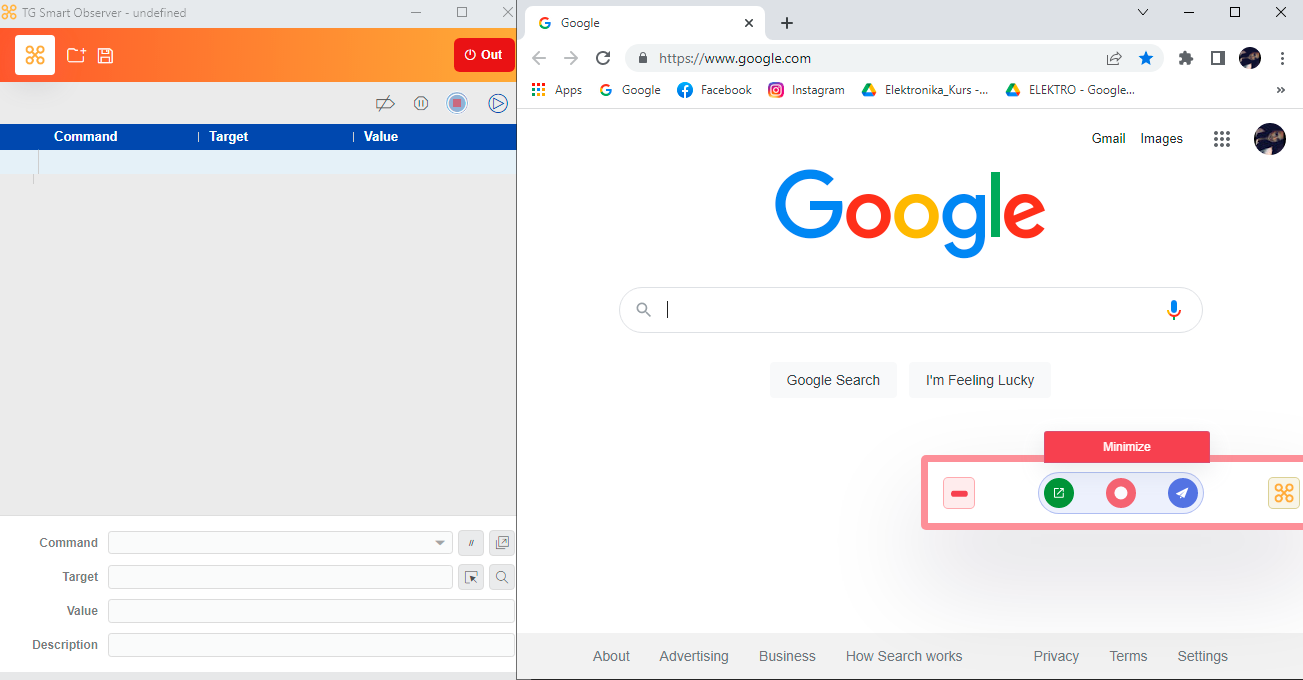 TG Smart Observer - undefined
Out
Command | Target | Value
Command
//
Target
Value
Description
Google
https://www.google.com
Apps Google Facebook Instagram Elektronika_Kurs -... ELEKTRO - Google... »
Gmail Images
Google
Google Search I'm Feeling Lucky
Minimize
About Advertising Business How Search works Privacy Terms Settings